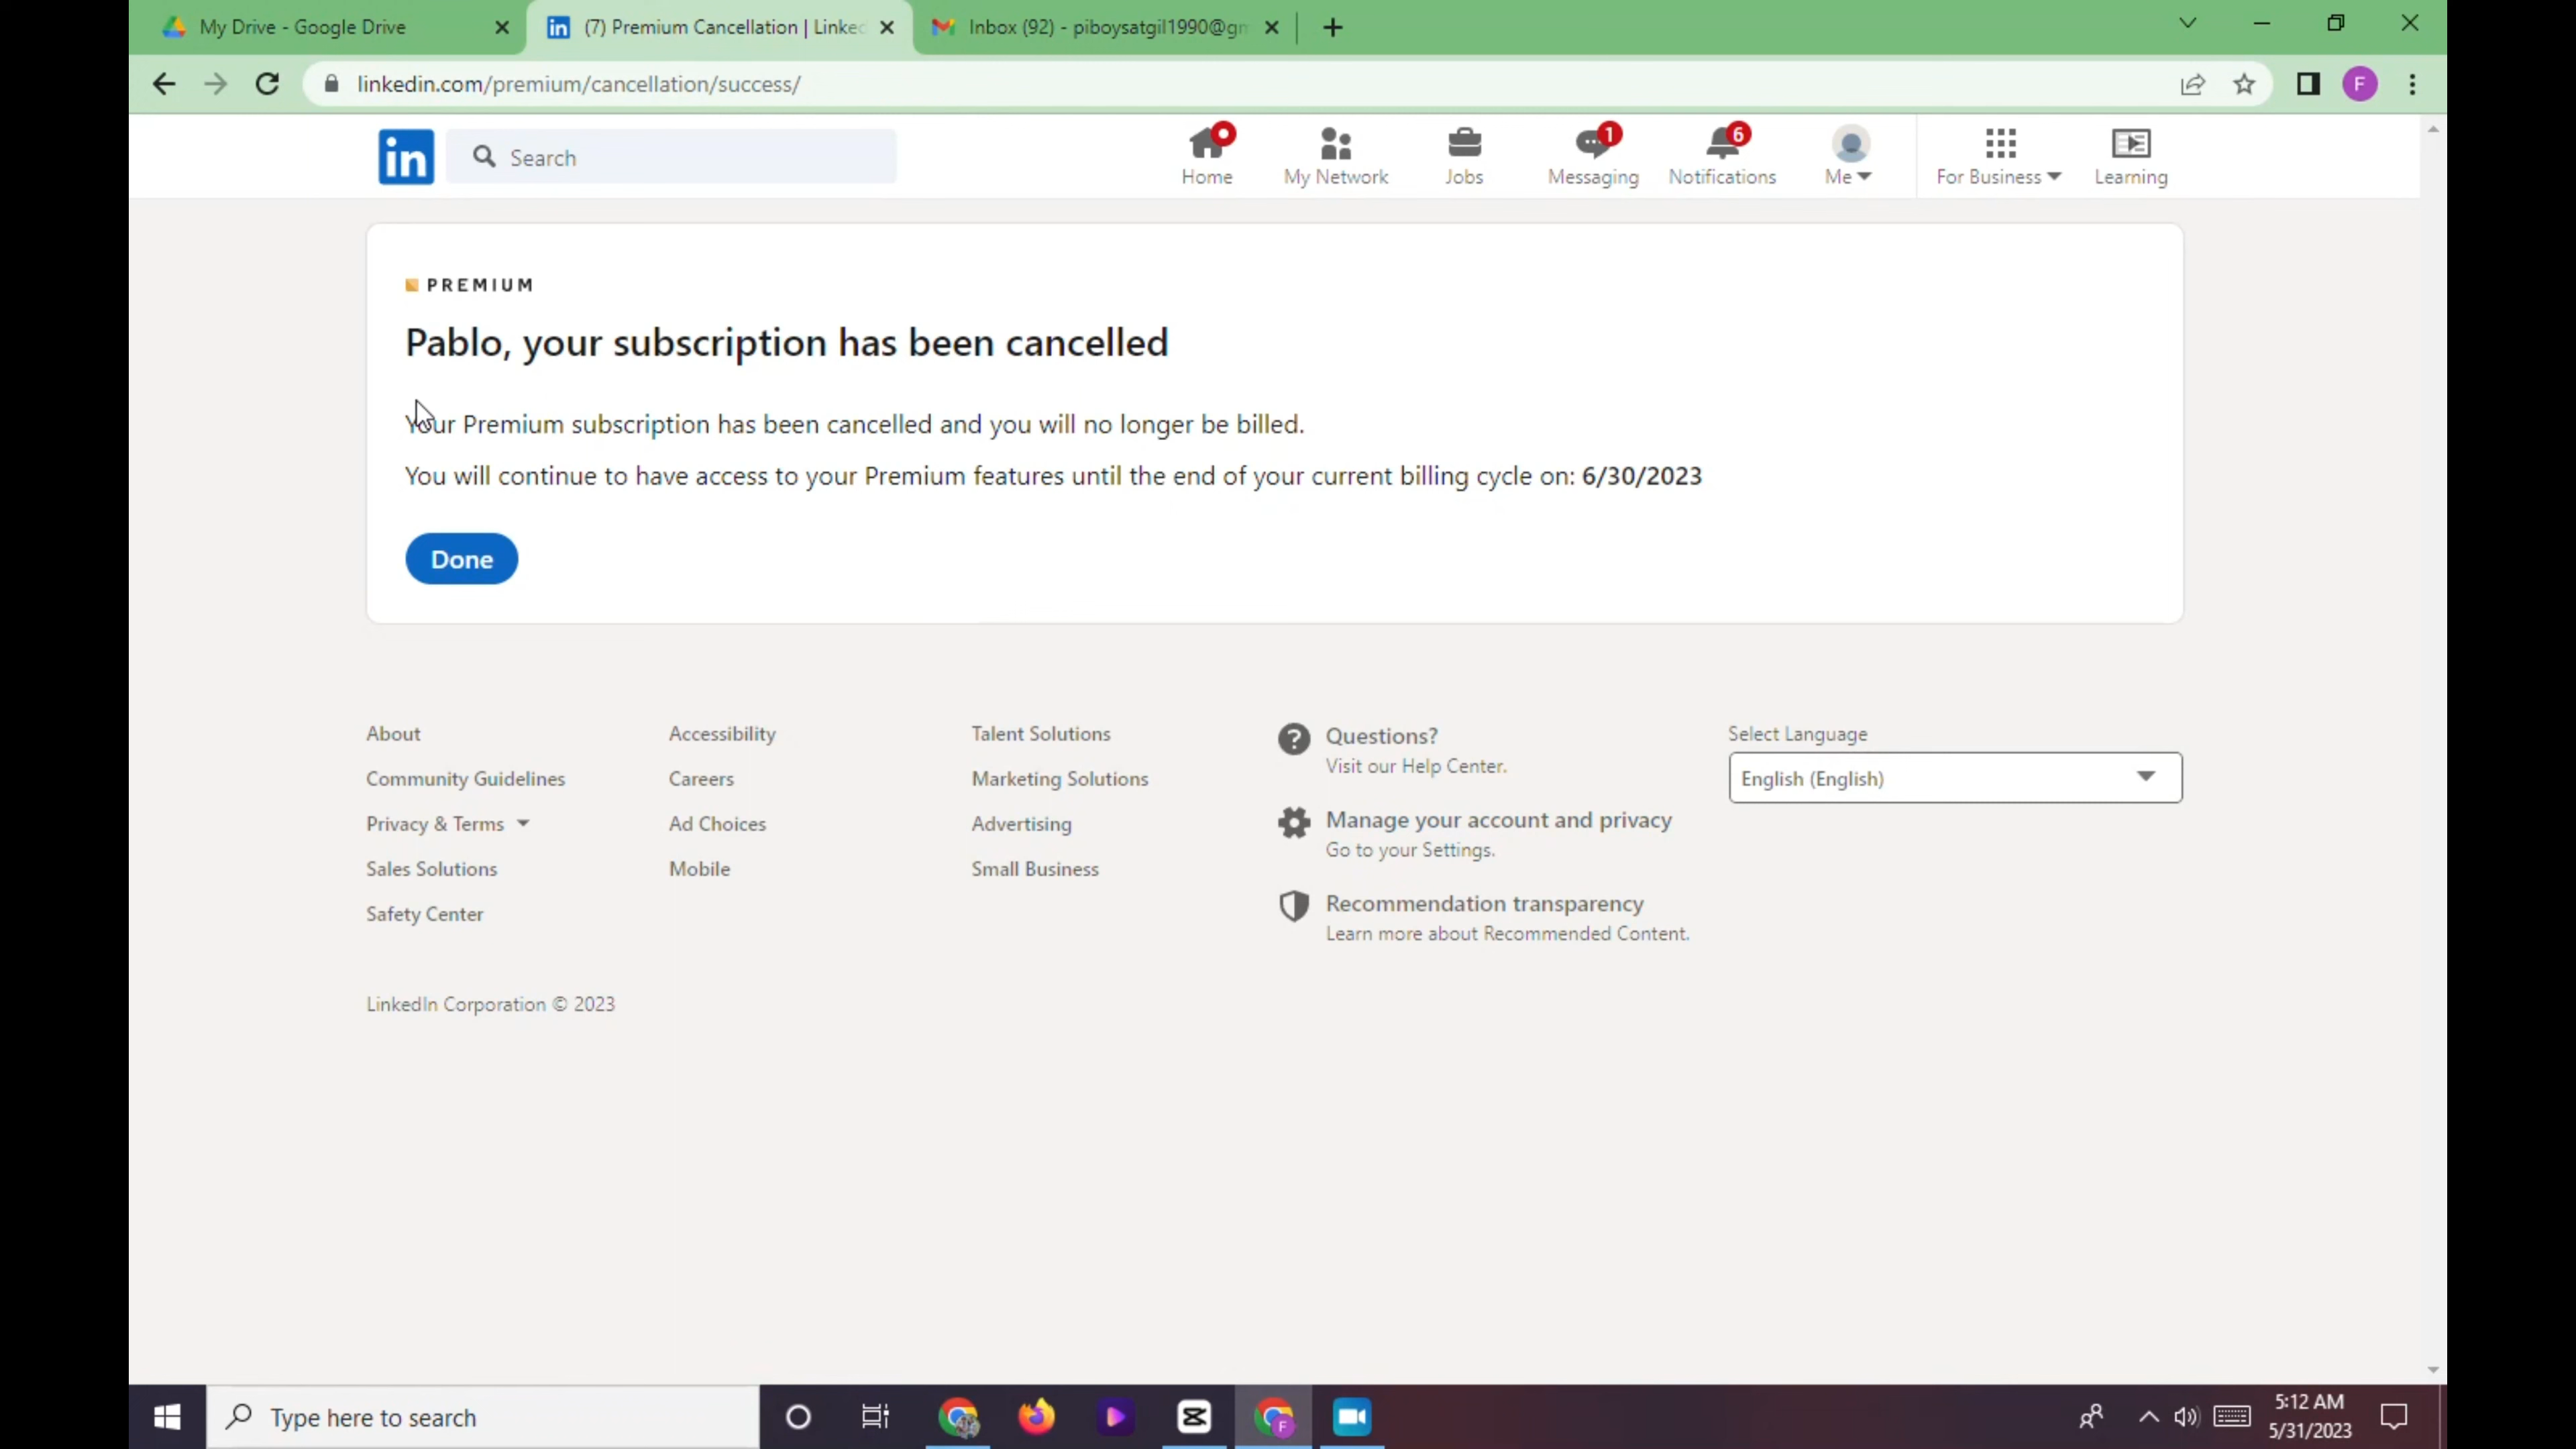 My Drive - Google Drive
(7) Premium Cancellation | Linked
Inbox (92) - piboysatgil1990@gm
linkedin.com/premium/cancellation/success/
F
in
Search
Home
My Network
Jobs
1
Messaging
6
Notifications
Me
For Business
Learning
PREMIUM
Pablo, your subscription has been cancelled
Your Premium subscription has been cancelled and you will no longer be billed.
You will continue to have access to your Premium features until the end of your current billing cycle on: 6/30/2023
Done
About
Community Guidelines
Privacy & Terms
Sales Solutions
Safety Center
Accessibility
Careers
Ad Choices
Mobile
Talent Solutions
Marketing Solutions
Advertising
Small Business
Questions?
Visit our Help Center.
Manage your account and privacy
Go to your Settings.
Recommendation transparency
Learn more about Recommended Content.
Select Language
English (English)
LinkedIn Corporation © 2023
Type here to search
F
5:12 AM
5/31/2023